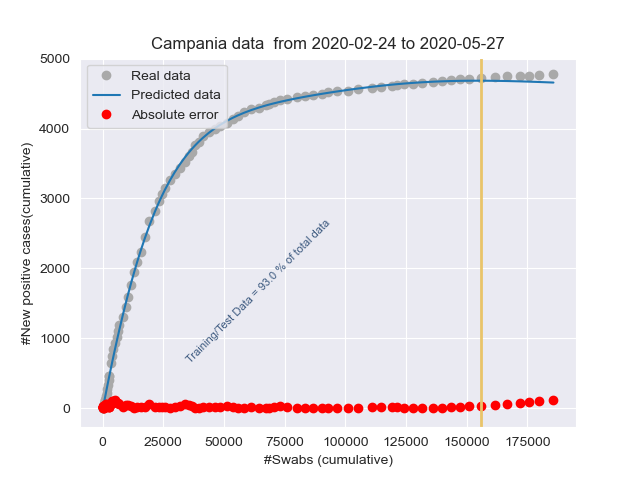 Campania data  from 2020-02-24 to 2020-05-27
Real data
Predicted data
Absolute error
5000
4000
3000
2000
1000
0
#New positive cases(cumulative)
Training/Test Data = 93.0 % of total data
0
25000
50000
75000
100000
125000
150000
175000
#Swabs (cumulative)